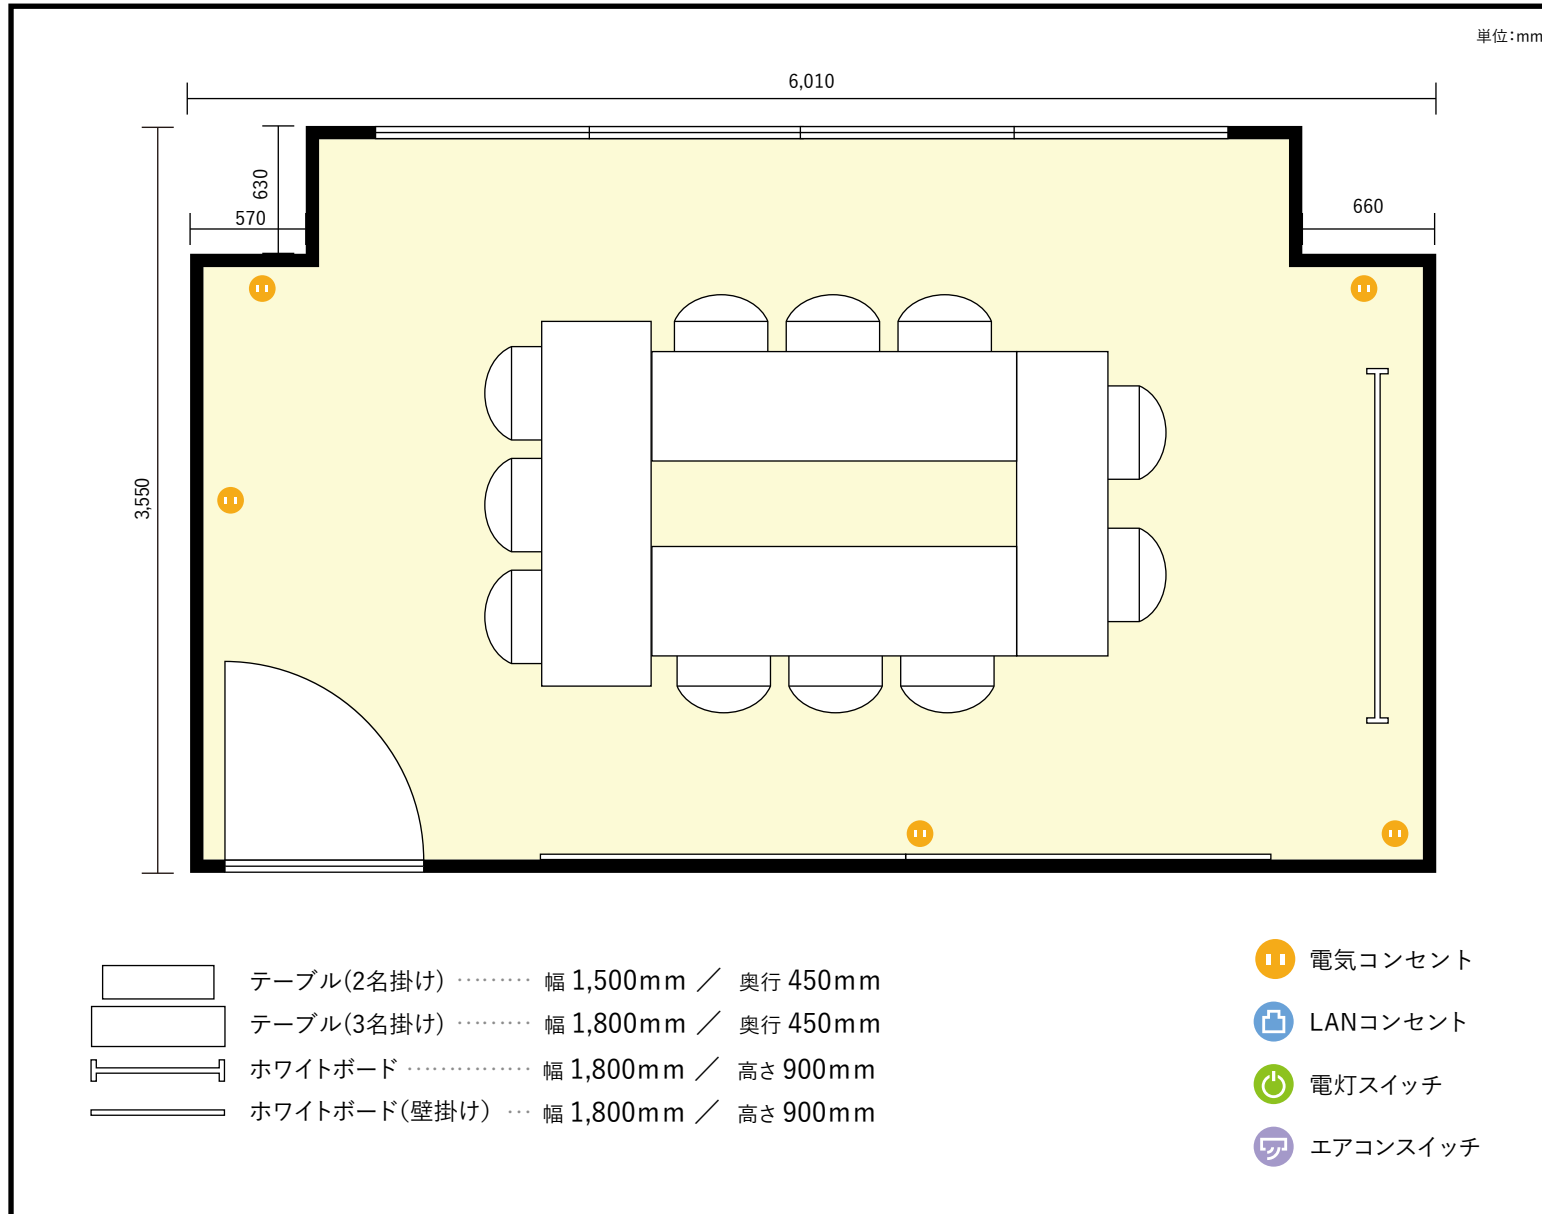 単位:mm
6,010
630
570
660
3,550
テーブル(2名掛け) ········· 幅 1,500mm ／ 奥行 450mm
テーブル(3名掛け) ········· 幅 1,800mm ／ 奥行 450mm
ホワイトボード ··············· 幅 1,800mm ／ 高さ 900mm
ホワイトボード(壁掛け) ··· 幅 1,800mm ／ 高さ 900mm
電気コンセント
LANコンセント
電灯スイッチ
エアコンスイッチ